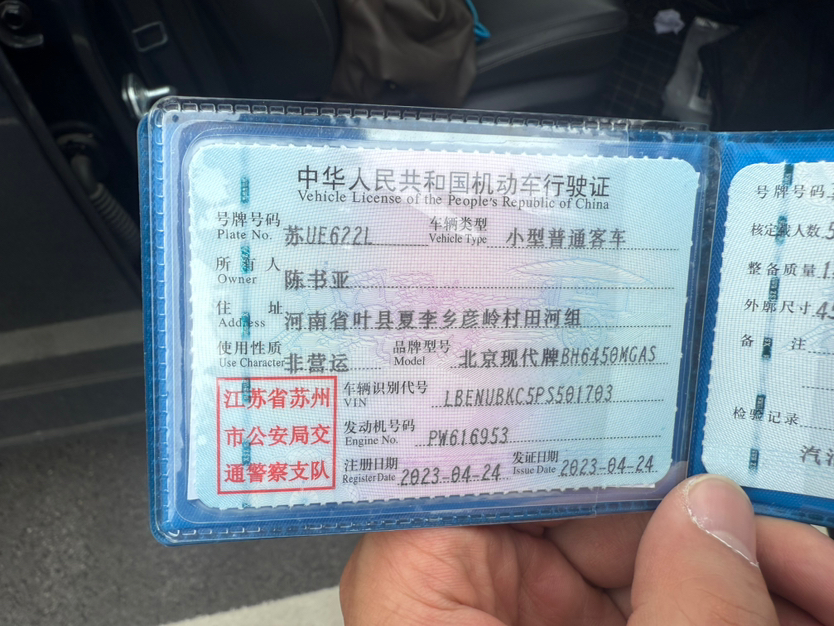 中华人民共和国机动车行驶证
Vehicle License of the People's Republic of China
号牌号码 Plate No. 苏UE622L 车辆类型 Vehicle Type 小型普通客车
所有人 Owner 陈书亚
住址 Address 河南省叶县夏李乡彦岭村田河组
使用性质 Use Character 非营运 品牌型号 Model 北京现代牌BH6450MGAS
江苏省苏州
市公安局交
通警察支队
车辆识别代号 VIN LBENUBKC5PS501703
发动机号码 Engine No. PW616953
注册日期 Register Date 2023-04-24 发证日期 Issue Date 2023-04-24
号牌号码
核定载人数
整备质量
外廓尺寸
备注
检验记录